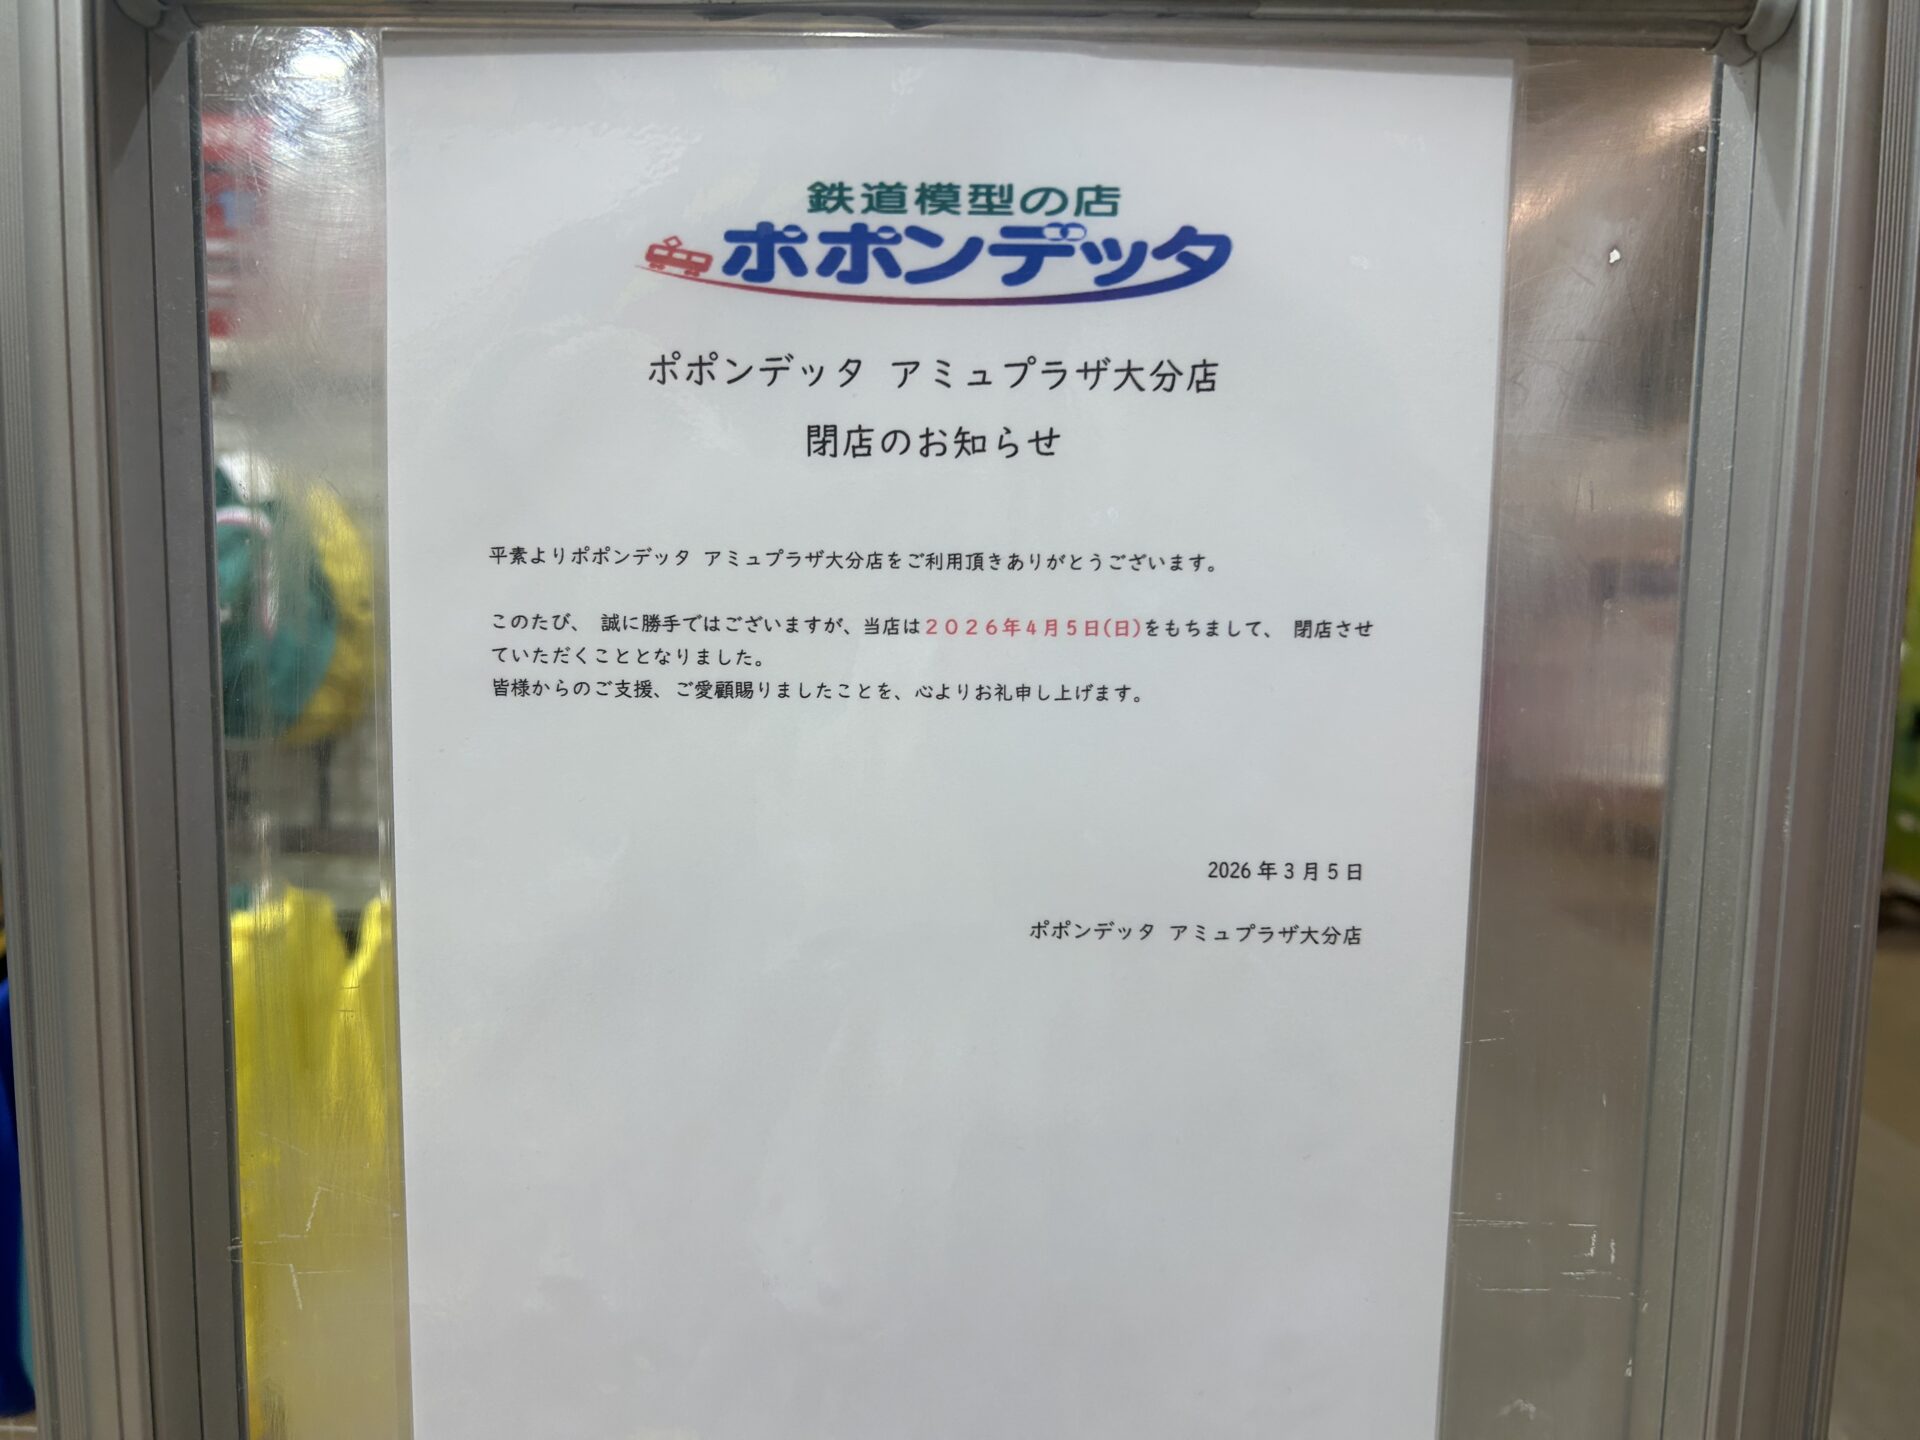 鉄道模型の店
ポポンデッタ
ポポンデッタ アミュプラザ大分店
閉店のお知らせ
平素よりポポンデッタ アミュプラザ大分店をご利用頂きありがとうございます。
このたび、 誠に勝手ではございますが、当店は２０２６年４月５日(日)をもちまして、 閉店させ
ていただくこととなりました。
皆様からのご支援、ご愛顧賜りましたことを、心よりお礼申し上げます。
2026年3月5日
ポポンデッタ アミュプラザ大分店